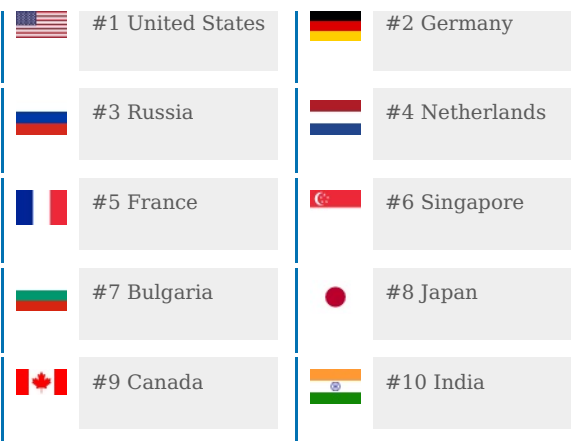 #1 United States
#2 Germany
#3 Russia
#4 Netherlands
#5 France
#6 Singapore
#7 Bulgaria
#8 Japan
#9 Canada
#10 India